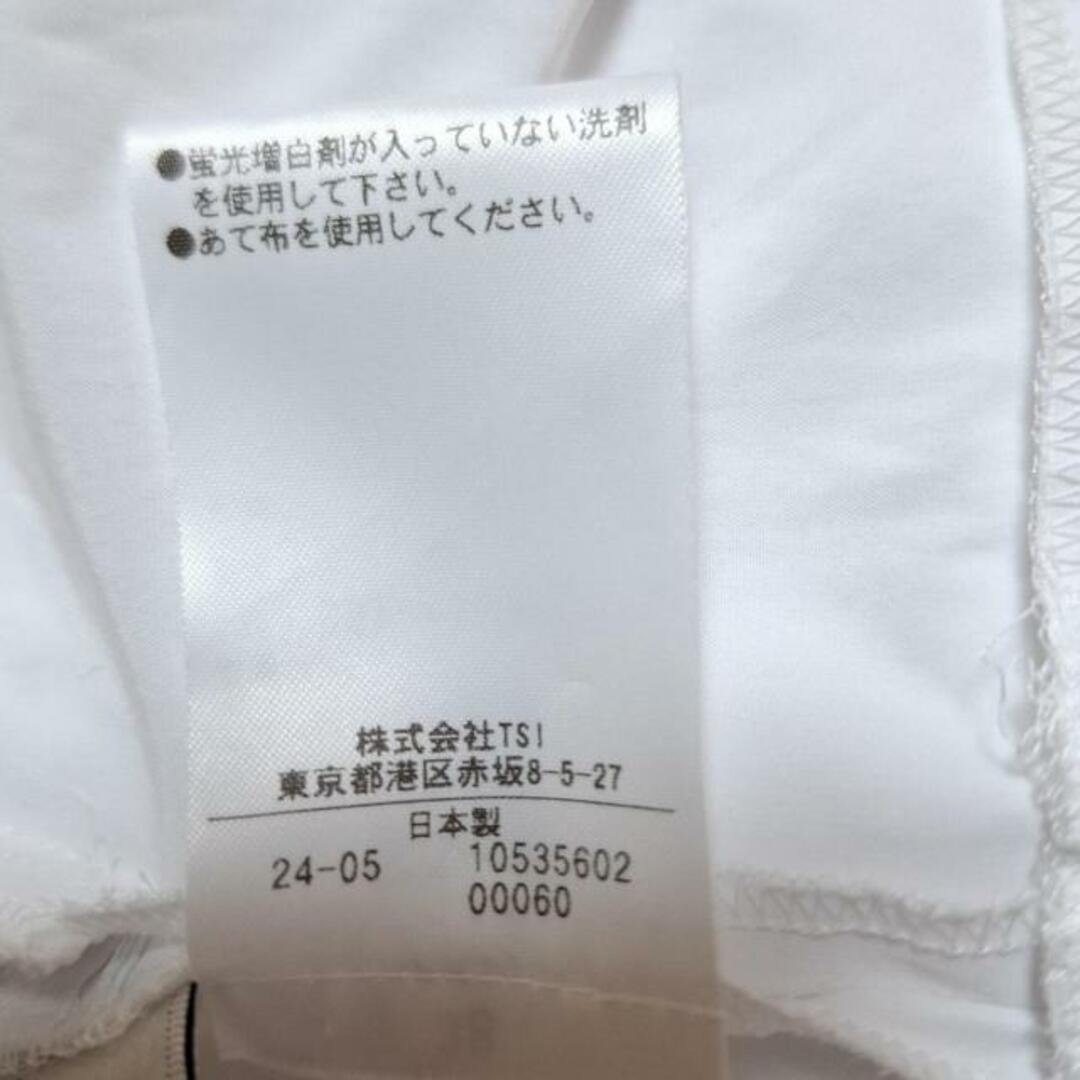 ●蛍光増白剤が入っていない洗剤
を使用して下さい。
●あて布を使用してください。
株式会社TSI
東京都港区赤坂8-5-27
日本製
24-05 10535602
00060